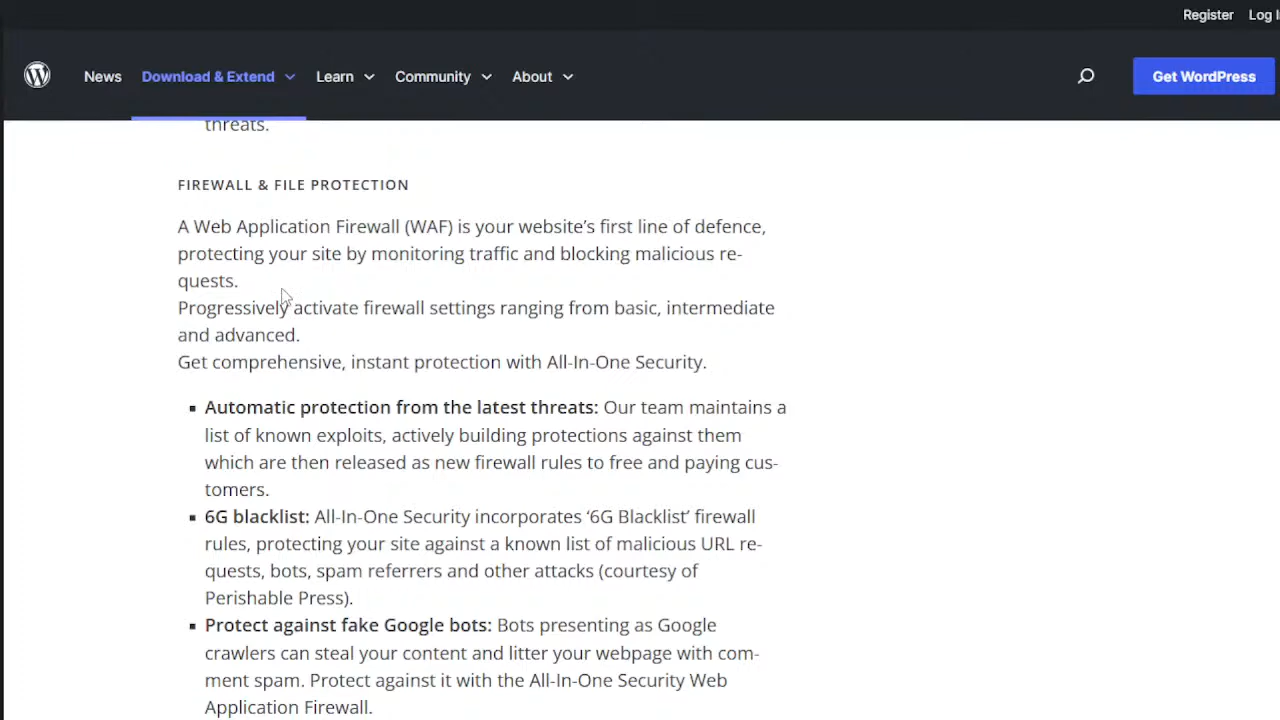 Register Log I
News Download & Extend Learn Community About Get WordPress
threats.
FIREWALL & FILE PROTECTION
A Web Application Firewall (WAF) is your website’s first line of defence,
protecting your site by monitoring traffic and blocking malicious re-
quests.
Progressively activate firewall settings ranging from basic, intermediate
and advanced.
Get comprehensive, instant protection with All-In-One Security.
▪ Automatic protection from the latest threats: Our team maintains a
list of known exploits, actively building protections against them
which are then released as new firewall rules to free and paying cus-
tomers.
▪ 6G blacklist: All-In-One Security incorporates ‘6G Blacklist’ firewall
rules, protecting your site against a known list of malicious URL re-
quests, bots, spam referrers and other attacks (courtesy of
Perishable Press).
▪ Protect against fake Google bots: Bots presenting as Google
crawlers can steal your content and litter your webpage with com-
ment spam. Protect against it with the All-In-One Security Web
Application Firewall.